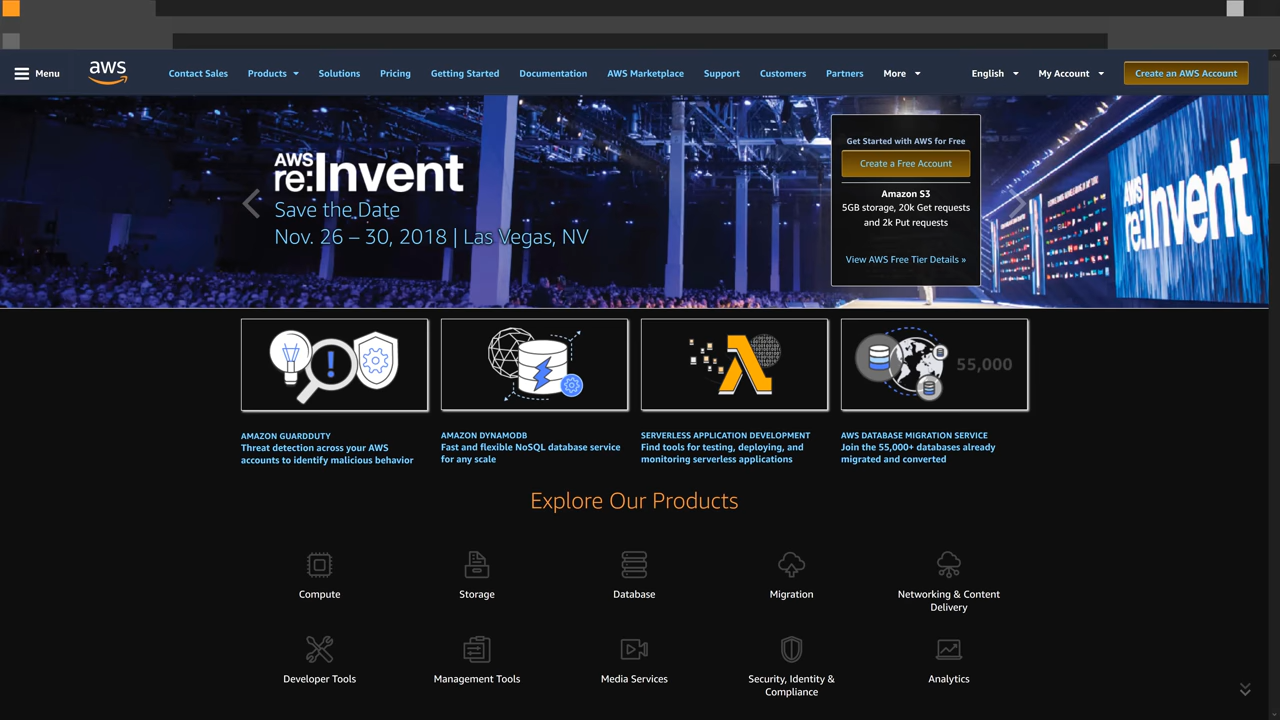 Menu
aws
Contact Sales
Products
Solutions
Pricing
Getting Started
Documentation
AWS Marketplace
Support
Customers
Partners
More
English
My Account
Create an AWS Account
AWS
re:Invent
Save the Date
Nov. 26 – 30, 2018 | Las Vegas, NV
Get Started with AWS for Free
Create a Free Account
Amazon S3
5GB storage, 20k Get requests
and 2k Put requests
View AWS Free Tier Details »
AWS
re:Invent
55,000
AMAZON GUARDDUTY
Threat detection across your AWS
accounts to identify malicious behavior
AMAZON DYNAMODB
Fast and flexible NoSQL database service
for any scale
SERVERLESS APPLICATION DEVELOPMENT
Find tools for testing, deploying, and
monitoring serverless applications
AWS DATABASE MIGRATION SERVICE
Join the 55,000+ databases already
migrated and converted
Explore Our Products
Compute
Storage
Database
Migration
Networking & Content
Delivery
Developer Tools
Management Tools
Media Services
Security, Identity &
Compliance
Analytics